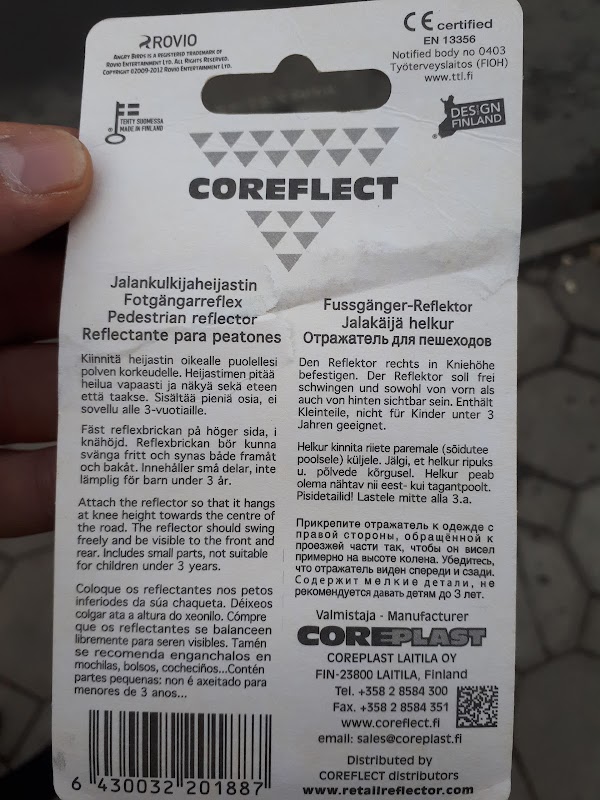 ROVIO
ANGRY BIRDS IS A REGISTERED TRADEMARK OF
ROVIO ENTERTAINMENT LTD. ALL RIGHTS RESERVED.
COPYRIGHT ©2009-2012 ROVIO ENTERTAINMENT LTD.
CE certified
EN 13356
Notified body no 0403
Työterveyslaitos (FIOH)
www.ttl.fi
TEHTY SUOMESSA
MADE IN FINLAND
DESIGN
FINLAND
COREFLECT
Jalankulkijaheijastin
Fotgängarreflex
Pedestrian reflector
Reflectante para peatones
Kiinnitä heijastin oikealle puolellesi
polven korkeudelle. Heijastimen pitää
heilua vapaasti ja näkyä sekä eteen
että taakse. Sisältää pieniä osia, ei
sovellu alle 3-vuotiaille.
Fäst reflexbrickan på höger sida, i
knähöjd. Reflexbrickan bör kunna
svänga fritt och synas både framåt
och bakåt. Innehåller små delar, inte
lämplig för barn under 3 år.
Attach the reflector so that it hangs
at knee height towards the centre of
the road. The reflector should swing
freely and be visible to the front and
rear. Includes small parts, not suitable
for children under 3 years.
Coloque os reflectantes nos petos
inferiodes da súa chaqueta. Déixeos
colgar ata a altura do xeonllo. Cómpre
que os reflectantes se balanceen
libremente para seren visibles. Tamén
se recomenda enganchalos en
mochilas, bolsos, cocheciños...Contén
partes pequenas: non é axeitado para
menores de 3 anos...
6 430032 201887
Fussgänger-Reflektor
Jalakäijä helkur
Отражатель для пешеходов
Den Reflektor rechts in Kniehöhe
befestigen. Der Reflektor soll frei
schwingen und sowohl von vorn als
auch von hinten sichtbar sein. Enthält
Kleinteile, nicht für Kinder unter 3
Jahren geeignet.
Helkur kinnita riiete paremale (sõidutee
poolsele) küljele. Jälgi, et helkur ripuks
u. põlvede kõrgusel. Helkur peab
olema nähtav nii eest- kui tagantpoolt.
Pisidetailid! Lastele mitte alla 3.a.
Прикрепите отражатель к одежде с
правой стороны, обращённой к
проезжей части так, чтобы он висел
примерно на высоте колена. Убедитесь,
что отражатель виден спереди и сзади.
Содержит мелкие детали, не
рекомендуется давать детям до 3 лет.
Valmistaja - Manufacturer
COREPLAST
COREPLAST LAITILA OY
FIN-23800 LAITILA, Finland
Tel. +358 2 8584 300
Fax. +358 2 8584 351
www.coreflect.fi
email: sales@coreplast.fi
Distributed by
COREFLECT distributors
www.retailreflector.com